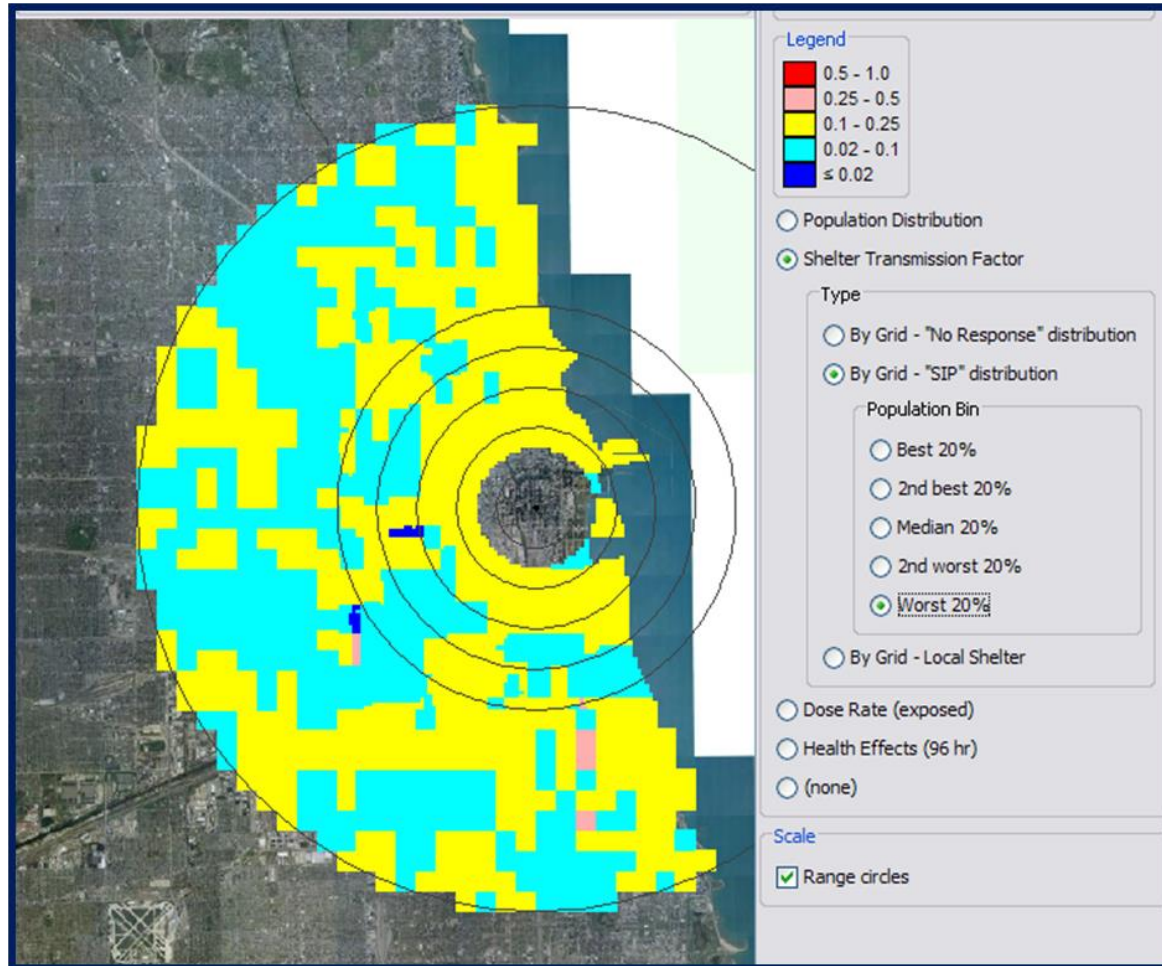 Legend
0.5 - 1.0
0.25 - 0.5
0.1 - 0.25
0.02 - 0.1
≤ 0.02
Population Distribution
Shelter Transmission Factor
Type
By Grid - "No Response" distribution
By Grid - "SIP" distribution
Population Bin
Best 20%
2nd best 20%
Median 20%
2nd worst 20%
Worst 20%
By Grid - Local Shelter
Dose Rate (exposed)
Health Effects (96 hr)
(none)
Scale
Range circles